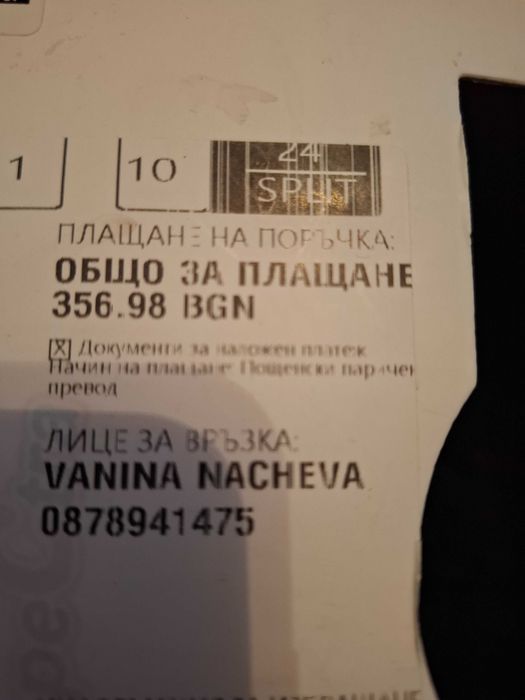 1 10 24
SPLIT
ПЛАЩАНЕ НА ПОРЪЧКА:
ОБЩО ЗА ПЛАЩАНЕ
356.98 BGN
[X] Документи за наложен платеж
Начин на плащане Пощенски паричен
превод
ЛИЦЕ ЗА ВРЪЗКА:
VANINA NACHEVA
0878941475